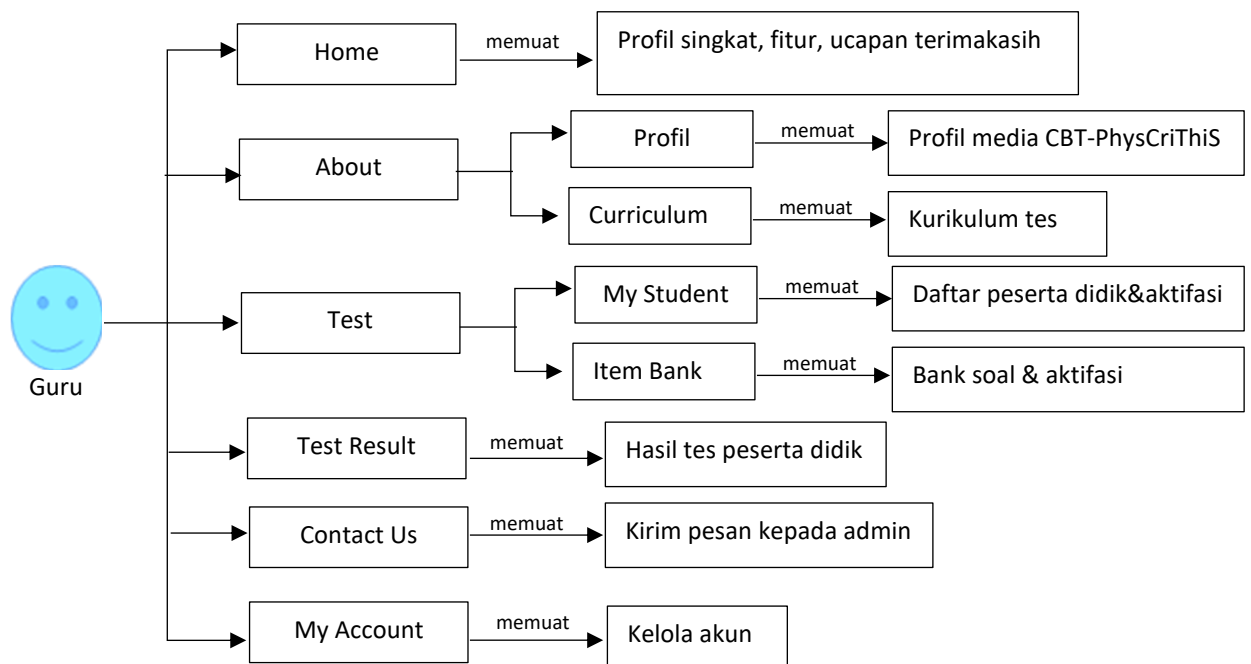 Home
memuat
Profil singkat, fitur, ucapan terimakasih
About
Profil
memuat
Profil media CBT-PhysCriThiS
Curriculum
memuat
Kurikulum tes
Guru
Test
My Student
memuat
Daftar peserta didik&aktifasi
Item Bank
memuat
Bank soal & aktifasi
Test Result
memuat
Hasil tes peserta didik
Contact Us
memuat
Kirim pesan kepada admin
My Account
memuat
Kelola akun